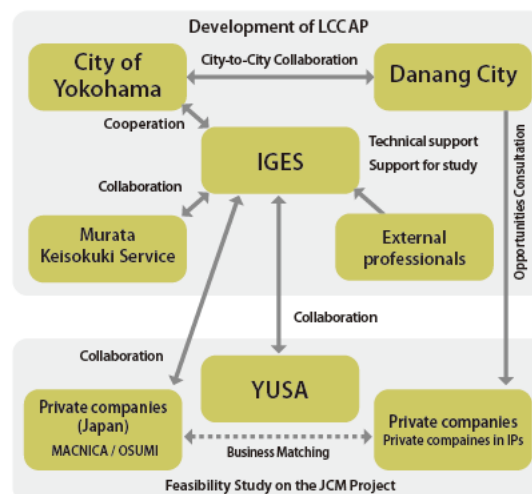 Development of LCCAP
City of
Yokohama
City-to-City Collaboration
Danang City
Cooperation
IGES
Technical support
Support for study
Opportunities Consultation
Collaboration
Murata
Keisokuki Service
External
professionals
Collaboration
Collaboration
YUSA
Private companies
(Japan)
MACNICA / OSUMI
Business Matching
Private companies
Private compaines in IPs
Feasibility Study on the JCM Project